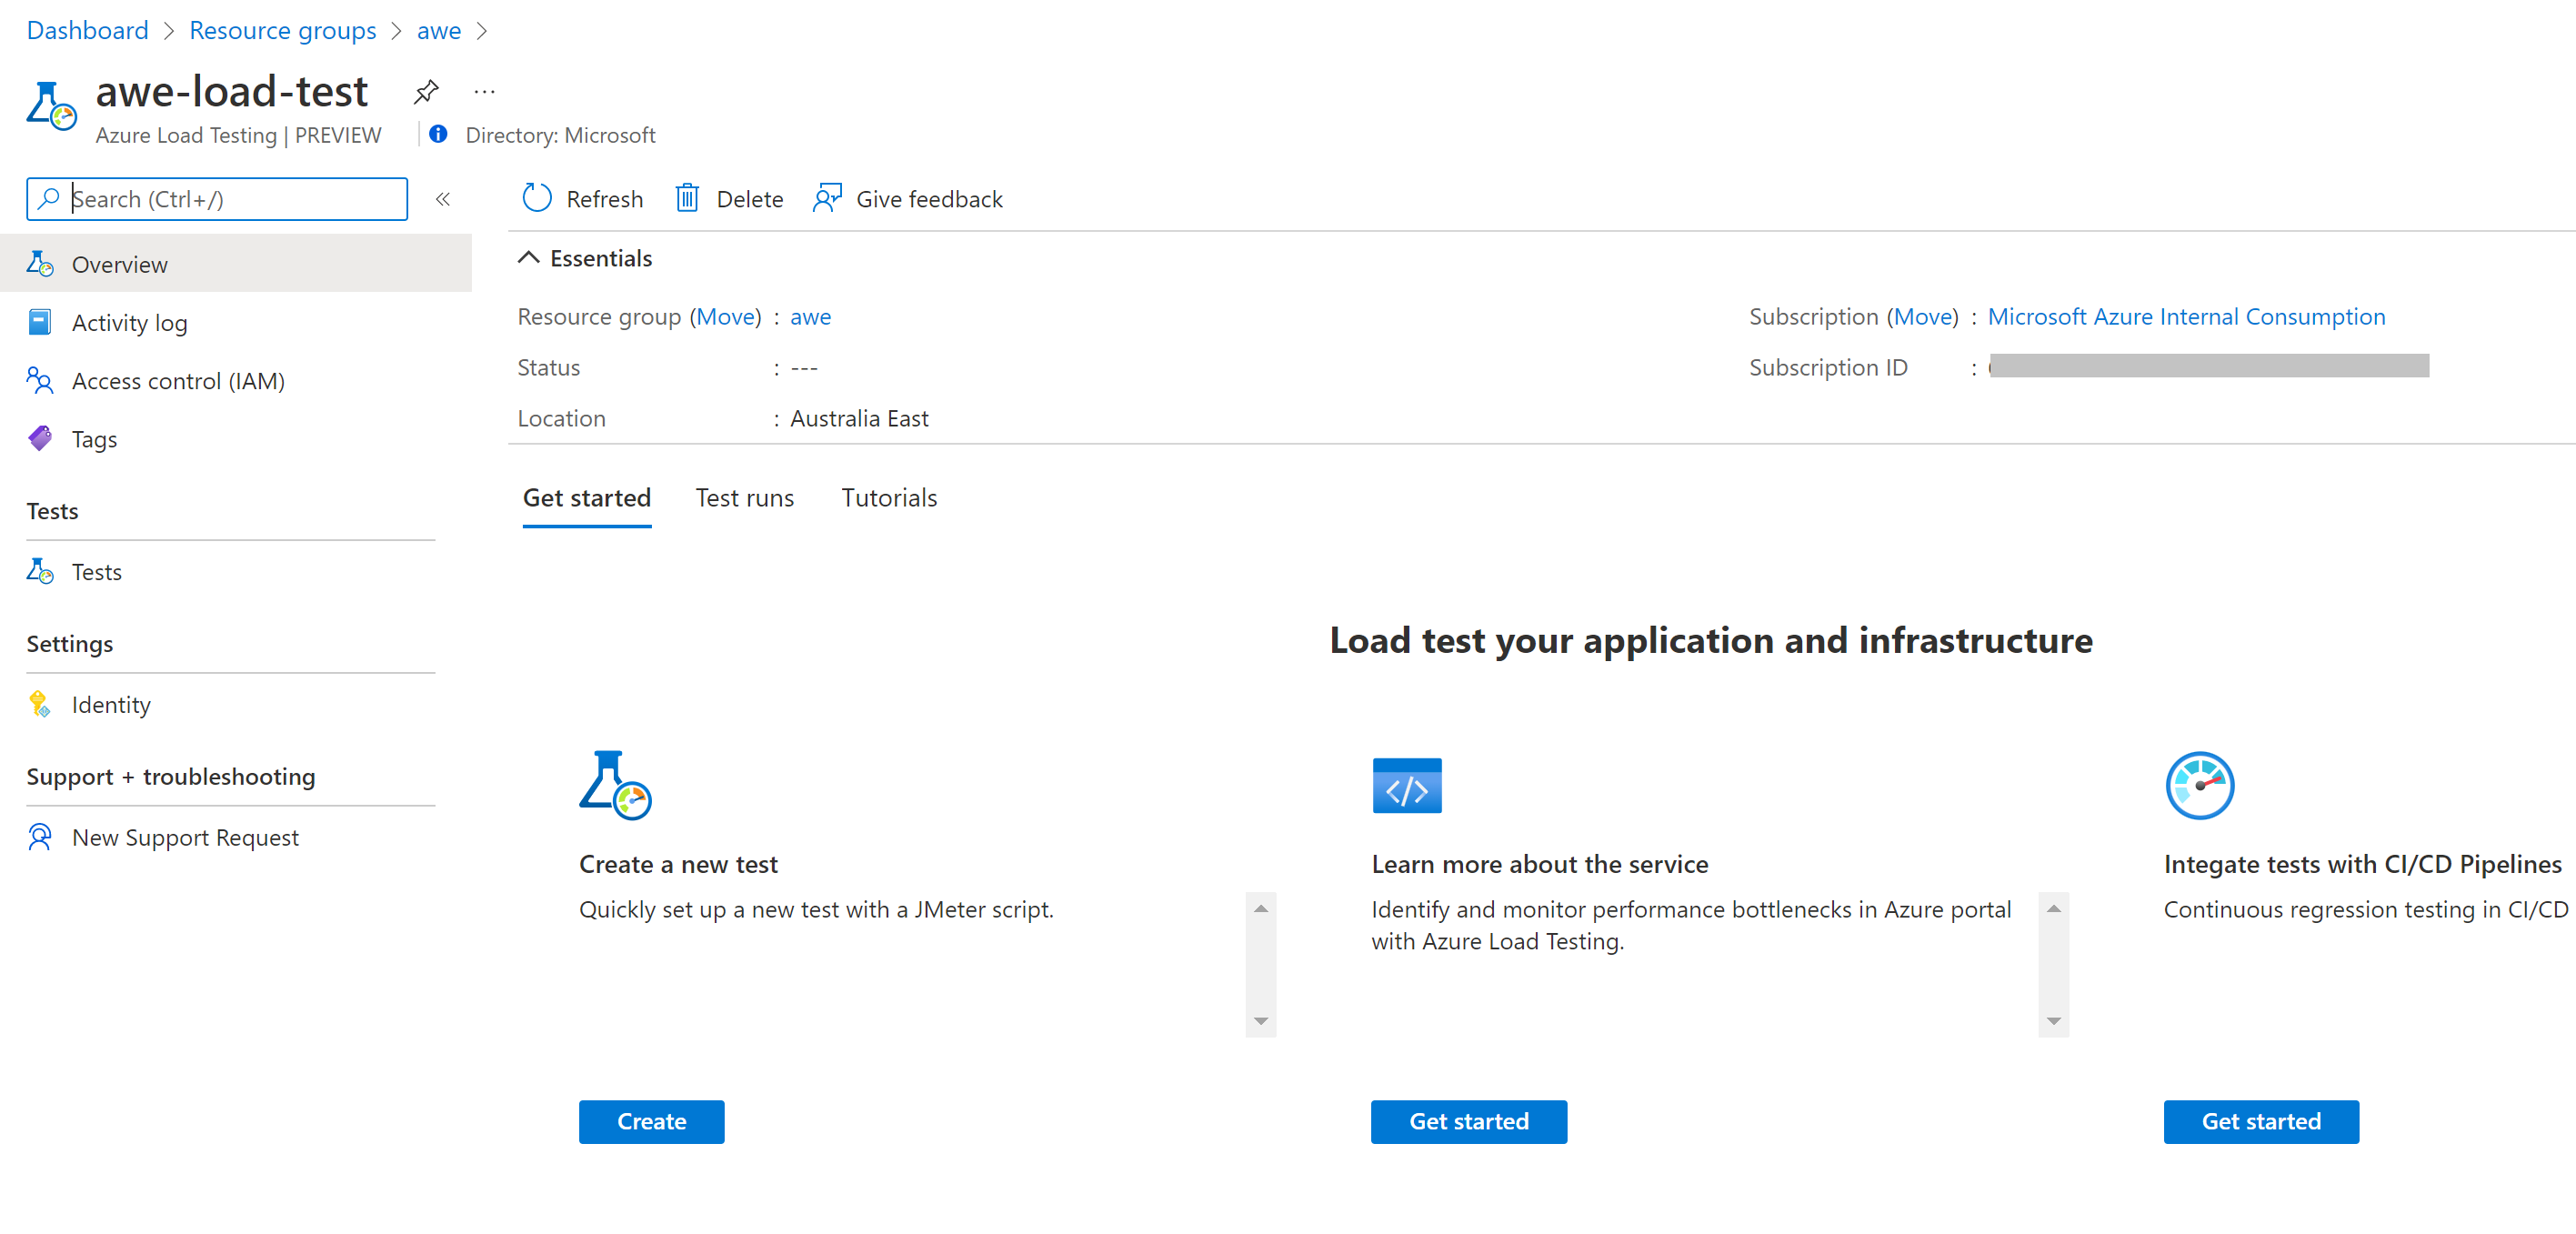 Dashboard > Resource groups > awe >
awe-load-test ...
Azure Load Testing | PREVIEW Directory: Microsoft
Search (Ctrl+/) «
Refresh Delete Give feedback
Overview
Activity log
Access control (IAM)
Tags
Tests
Tests
Settings
Identity
Support + troubleshooting
New Support Request
Essentials
Resource group (Move) : awe
Status : ---
Location : Australia East
Subscription (Move) : Microsoft Azure Internal Consumption
Subscription ID :
Get started Test runs Tutorials
Load test your application and infrastructure
Create a new test
Quickly set up a new test with a JMeter script.
Create
Learn more about the service
Identify and monitor performance bottlenecks in Azure portal
with Azure Load Testing.
Get started
Integate tests with CI/CD Pipelines
Continuous regression testing in CI/CD
Get started